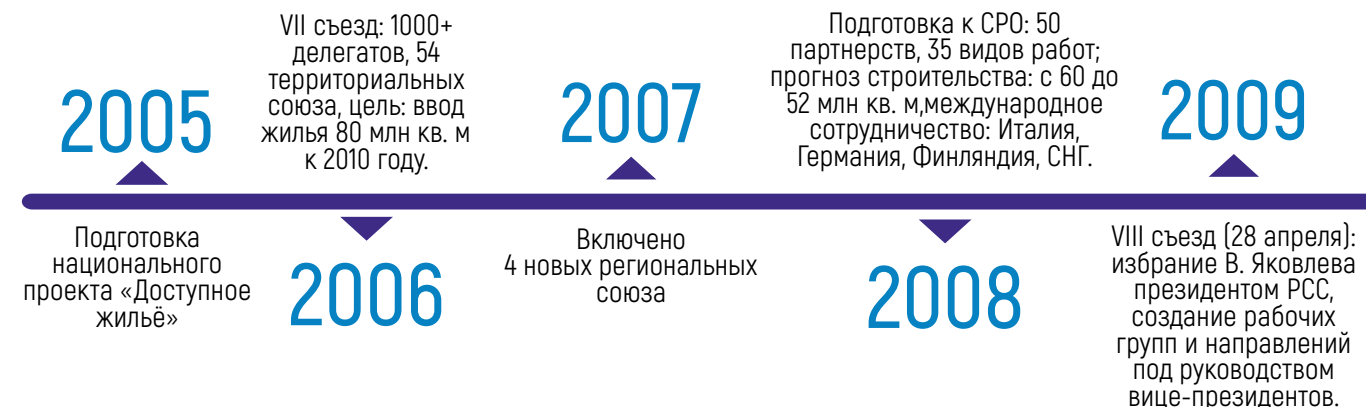 2005
Подготовка
национального
проекта «Доступное
жильё»
VII съезд: 1000+
делегатов, 54
территориальных
союза, цель: ввод
жилья 80 млн кв. м
к 2010 году.
2006
2007
Включено
4 новых региональных
союза
Подготовка к СРО: 50
партнерств, 35 видов работ;
прогноз строительства: с 60 до
52 млн кв. м,международное
сотрудничество: Италия,
Германия, Финляндия, СНГ.
2008
2009
VIII съезд (28 апреля):
избрание В. Яковлева
президентом РСС,
создание рабочих
групп и направлений
под руководством
вице-президентов.